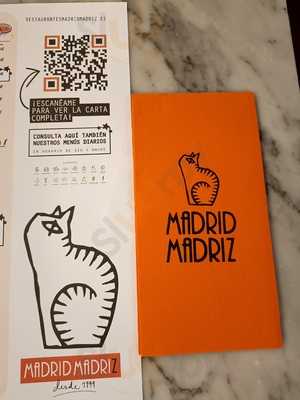 RESTAURANTESMADRIDMADRIZ.ES
¡ESCANÉAME
PARA VER LA CARTA
COMPLETA!
CONSULTA AQUÍ TAMBIÉN
NUESTROS MENÚS DIARIOS
MADRID MADRIZ
desde 1999
MADRID
MADRIZ